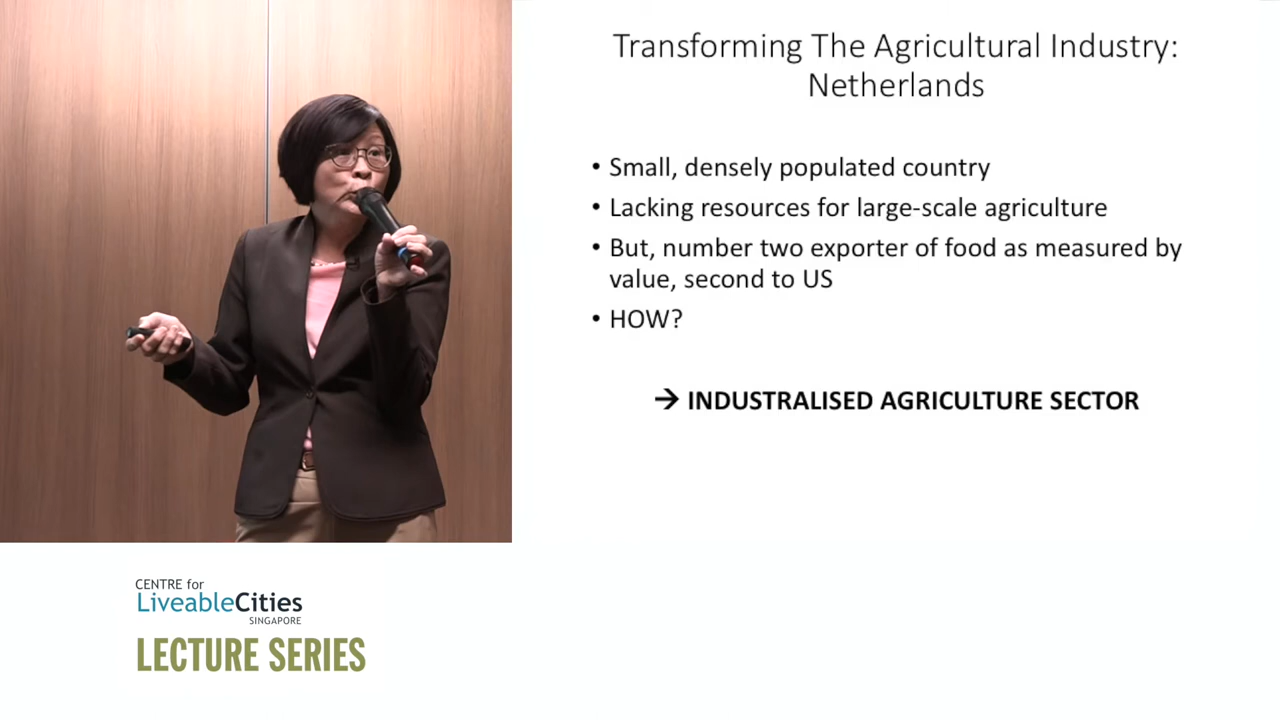 Transforming The Agricultural Industry:
Netherlands
• Small, densely populated country
• Lacking resources for large-scale agriculture
• But, number two exporter of food as measured by
value, second to US
• HOW?
→ INDUSTRALISED AGRICULTURE SECTOR
CENTRE for
LiveableCities
SINGAPORE
LECTURE SERIES